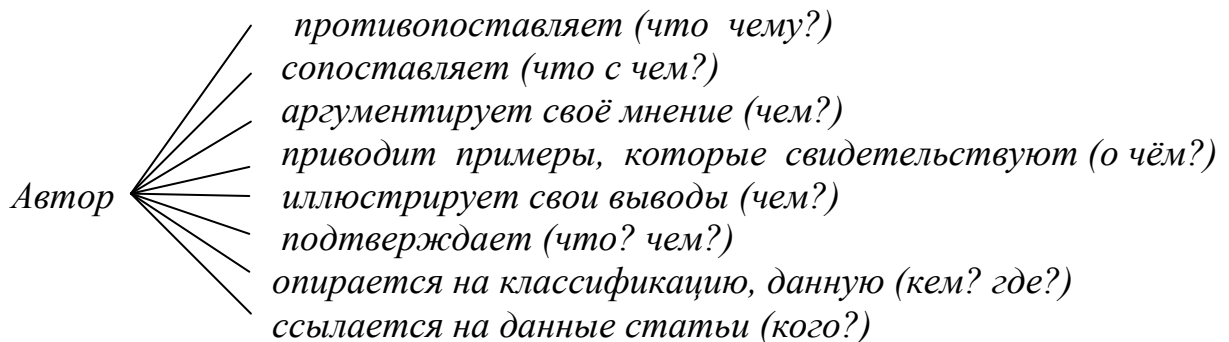 противопоставляет (что чему?)
сопоставляет (что с чем?)
аргументирует своё мнение (чем?)
приводит примеры, которые свидетельствуют (о чём?)
Автор
иллюстрирует свои выводы (чем?)
подтверждает (что? чем?)
опирается на классификацию, данную (кем? где?)
ссылается на данные статьи (кого?)